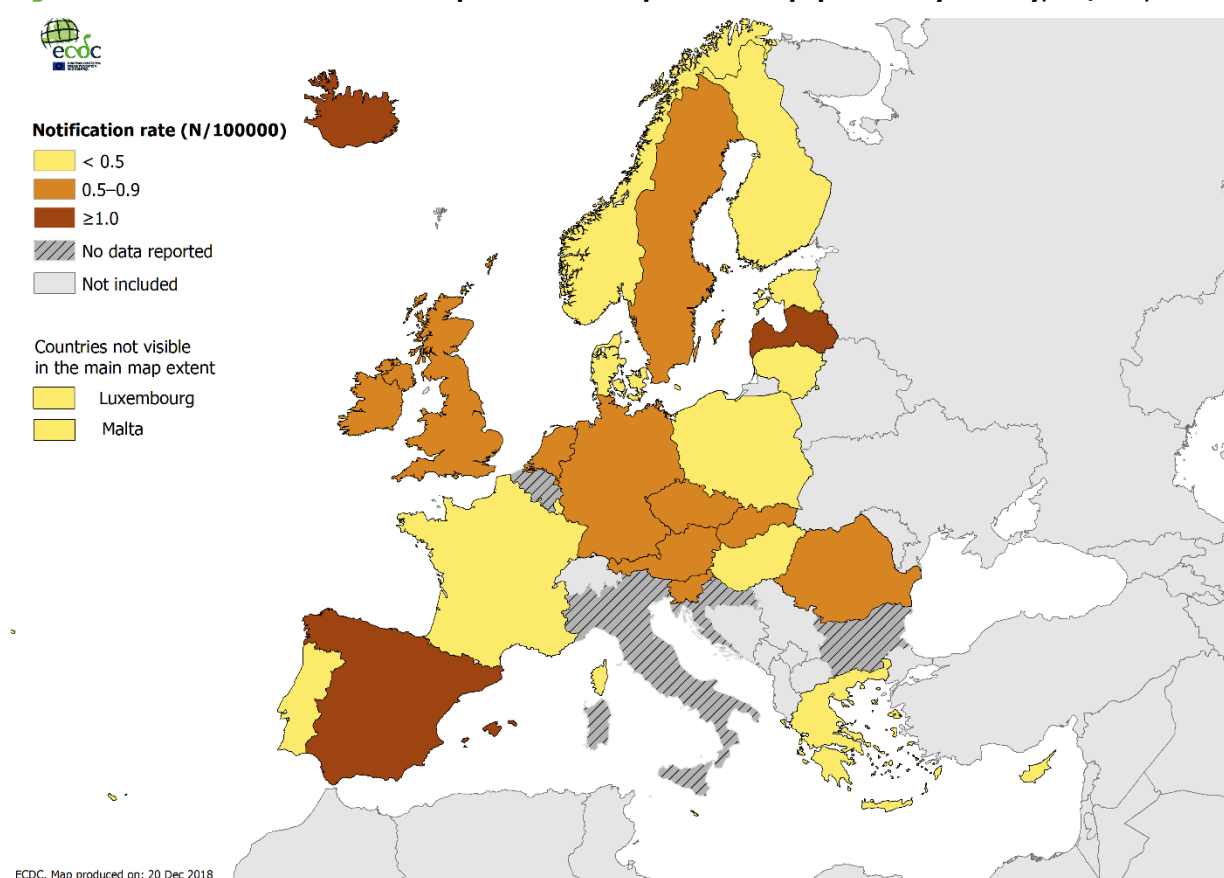 ecdc
Notification rate (N/100000)
< 0.5
0.5–0.9
≥1.0
No data reported
Not included
Countries not visible
in the main map extent
Luxembourg
Malta
ECDC. Map produced on: 20 Dec 2018